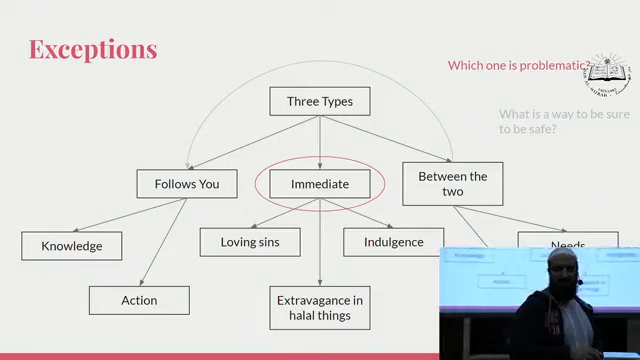 Exceptions
Which one is problematic?
What is a way to be sure
to be safe?
Three Types
Follows You
Immediate
Between the
two
Knowledge
Loving sins
Indulgence
Needs
Action
Extravagance in
halal things